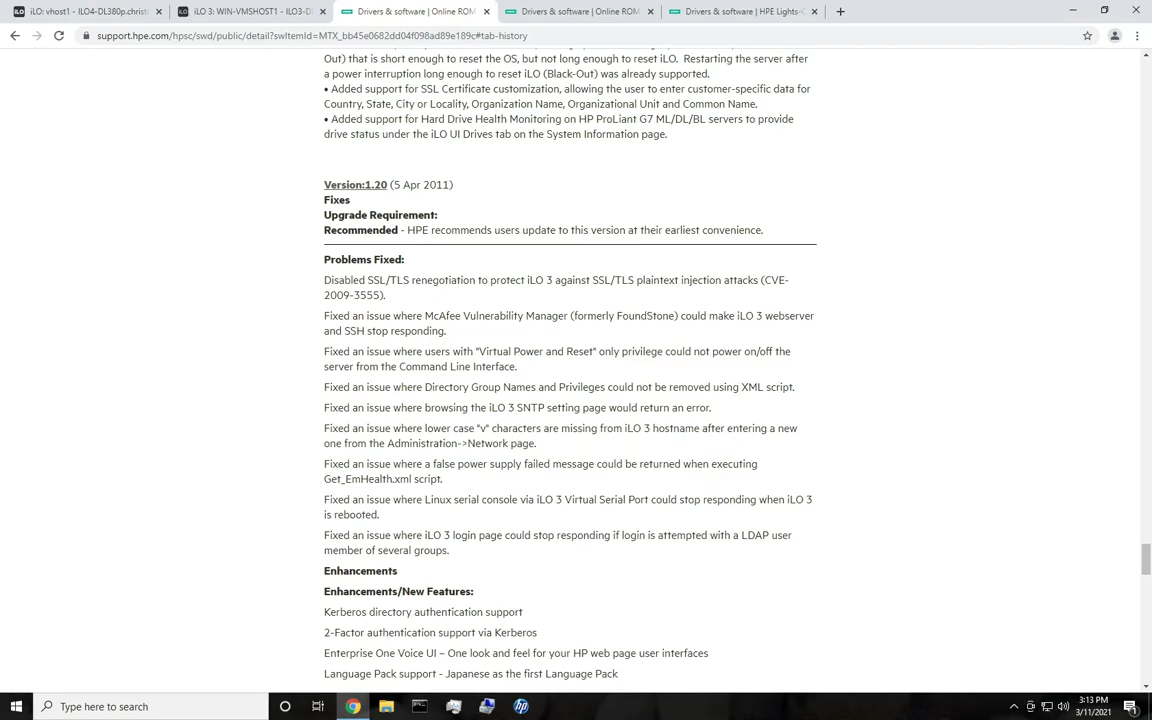 iLO: vhost1 - ILO4-DL380p.christi
iLO 3: WIN-VMSHOST1 - ILO3-DL
Drivers & software | Online ROM
Drivers & software | Online ROM
Drivers & software | HPE Lights-O
support.hpe.com/hpsc/swd/public/detail?swItemId=MTX_bb45e0682dd04f098ad89e189c#tab-history
Out) that is short enough to reset the OS, but not long enough to reset iLO. Restarting the server after
a power interruption long enough to reset iLO (Black-Out) was already supported.
• Added support for SSL Certificate customization, allowing the user to enter customer-specific data for
Country, State, City or Locality, Organization Name, Organizational Unit and Common Name.
• Added support for Hard Drive Health Monitoring on HP ProLiant G7 ML/DL/BL servers to provide
drive status under the iLO UI Drives tab on the System Information page.
Version:1.20 (5 Apr 2011)
Fixes
Upgrade Requirement:
Recommended - HPE recommends users update to this version at their earliest convenience.
Problems Fixed:
Disabled SSL/TLS renegotiation to protect iLO 3 against SSL/TLS plaintext injection attacks (CVE-
2009-3555).
Fixed an issue where McAfee Vulnerability Manager (formerly FoundStone) could make iLO 3 webserver
and SSH stop responding.
Fixed an issue where users with "Virtual Power and Reset" only privilege could not power on/off the
server from the Command Line Interface.
Fixed an issue where Directory Group Names and Privileges could not be removed using XML script.
Fixed an issue where browsing the iLO 3 SNTP setting page would return an error.
Fixed an issue where lower case "v" characters are missing from iLO 3 hostname after entering a new
one from the Administration->Network page.
Fixed an issue where a false power supply failed message could be returned when executing
Get_EmHealth.xml script.
Fixed an issue where Linux serial console via iLO 3 Virtual Serial Port could stop responding when iLO 3
is rebooted.
Fixed an issue where iLO 3 login page could stop responding if login is attempted with a LDAP user
member of several groups.
Enhancements
Enhancements/New Features:
Kerberos directory authentication support
2-Factor authentication support via Kerberos
Enterprise One Voice UI – One look and feel for your HP web page user interfaces
Language Pack support - Japanese as the first Language Pack
Type here to search
3:13 PM
3/11/2021